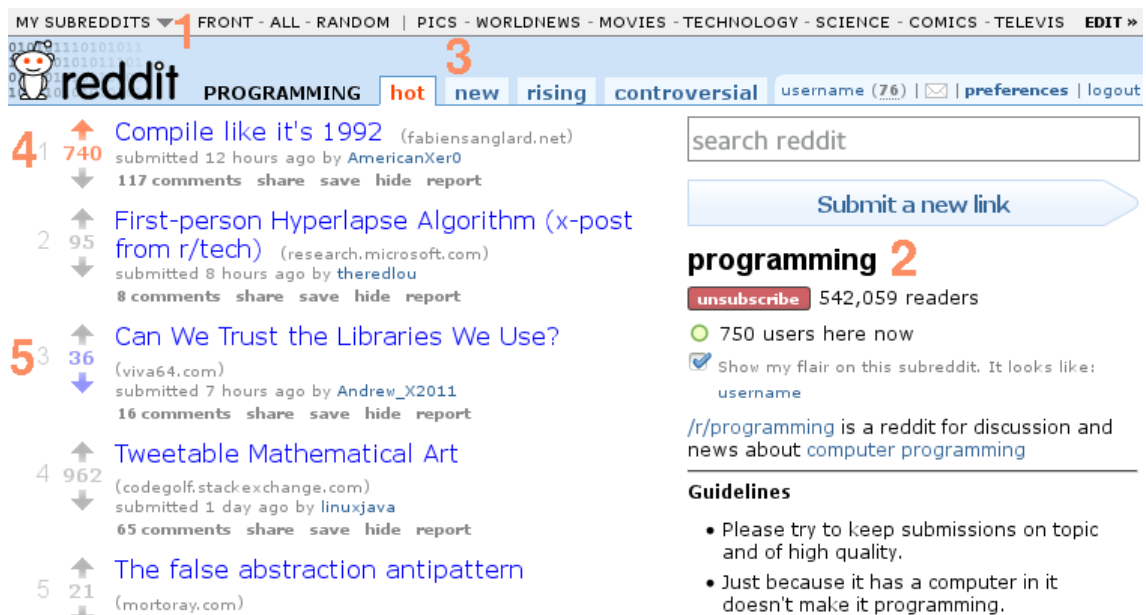 MY SUBREDDITS 1 FRONT - ALL - RANDOM | PICS - WORLDNEWS - MOVIES - TECHNOLOGY - SCIENCE - COMICS - TELEVIS EDIT »
reddit PROGRAMMING hot new rising controversial username (76) | | preferences | logout
3
4 1 740 Compile like it's 1992 (fabiensanglard.net)
submitted 12 hours ago by AmericanXer0
117 comments share save hide report
2 95 First-person Hyperlapse Algorithm (x-post
from r/tech) (research.microsoft.com)
submitted 8 hours ago by theredlou
8 comments share save hide report
5 3 36 Can We Trust the Libraries We Use?
(viva64.com)
submitted 7 hours ago by Andrew_X2011
16 comments share save hide report
4 962 Tweetable Mathematical Art
(codegolf.stackexchange.com)
submitted 1 day ago by linuxjava
65 comments share save hide report
5 21 The false abstraction antipattern
(mortoray.com)
search reddit
Submit a new link
programming 2
unsubscribe 542,059 readers
750 users here now
Show my flair on this subreddit. It looks like:
username
/r/programming is a reddit for discussion and
news about computer programming
Guidelines
• Please try to keep submissions on topic
and of high quality.
• Just because it has a computer in it
doesn't make it programming.